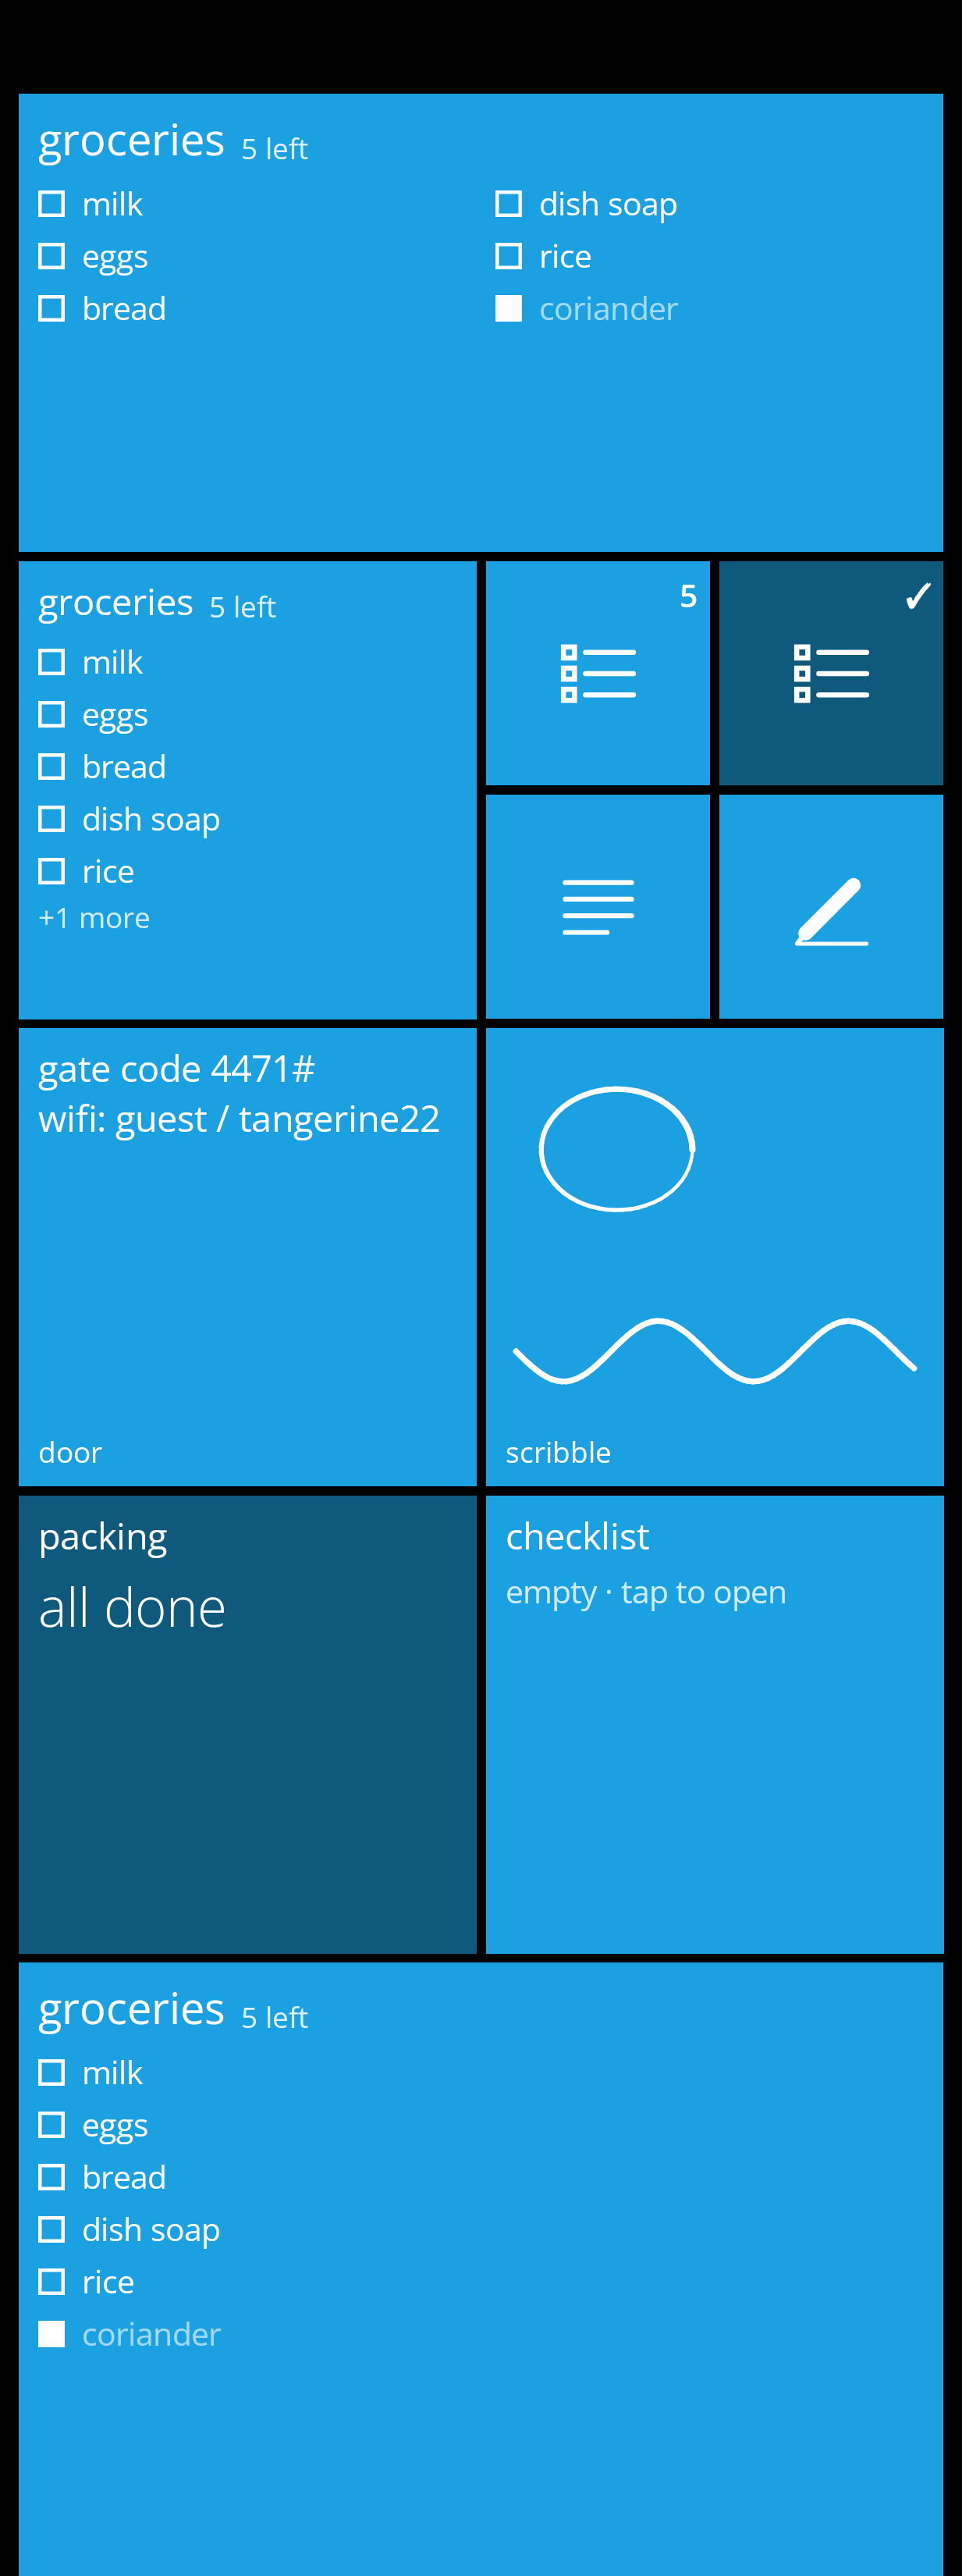 groceries 5 left
milk
eggs
bread
dish soap
rice
coriander
groceries 5 left
milk
eggs
bread
dish soap
rice
+1 more
5
✓
gate code 4471#
wifi: guest / tangerine22
door
scribble
packing
all done
checklist
empty · tap to open
groceries 5 left
milk
eggs
bread
dish soap
rice
coriander